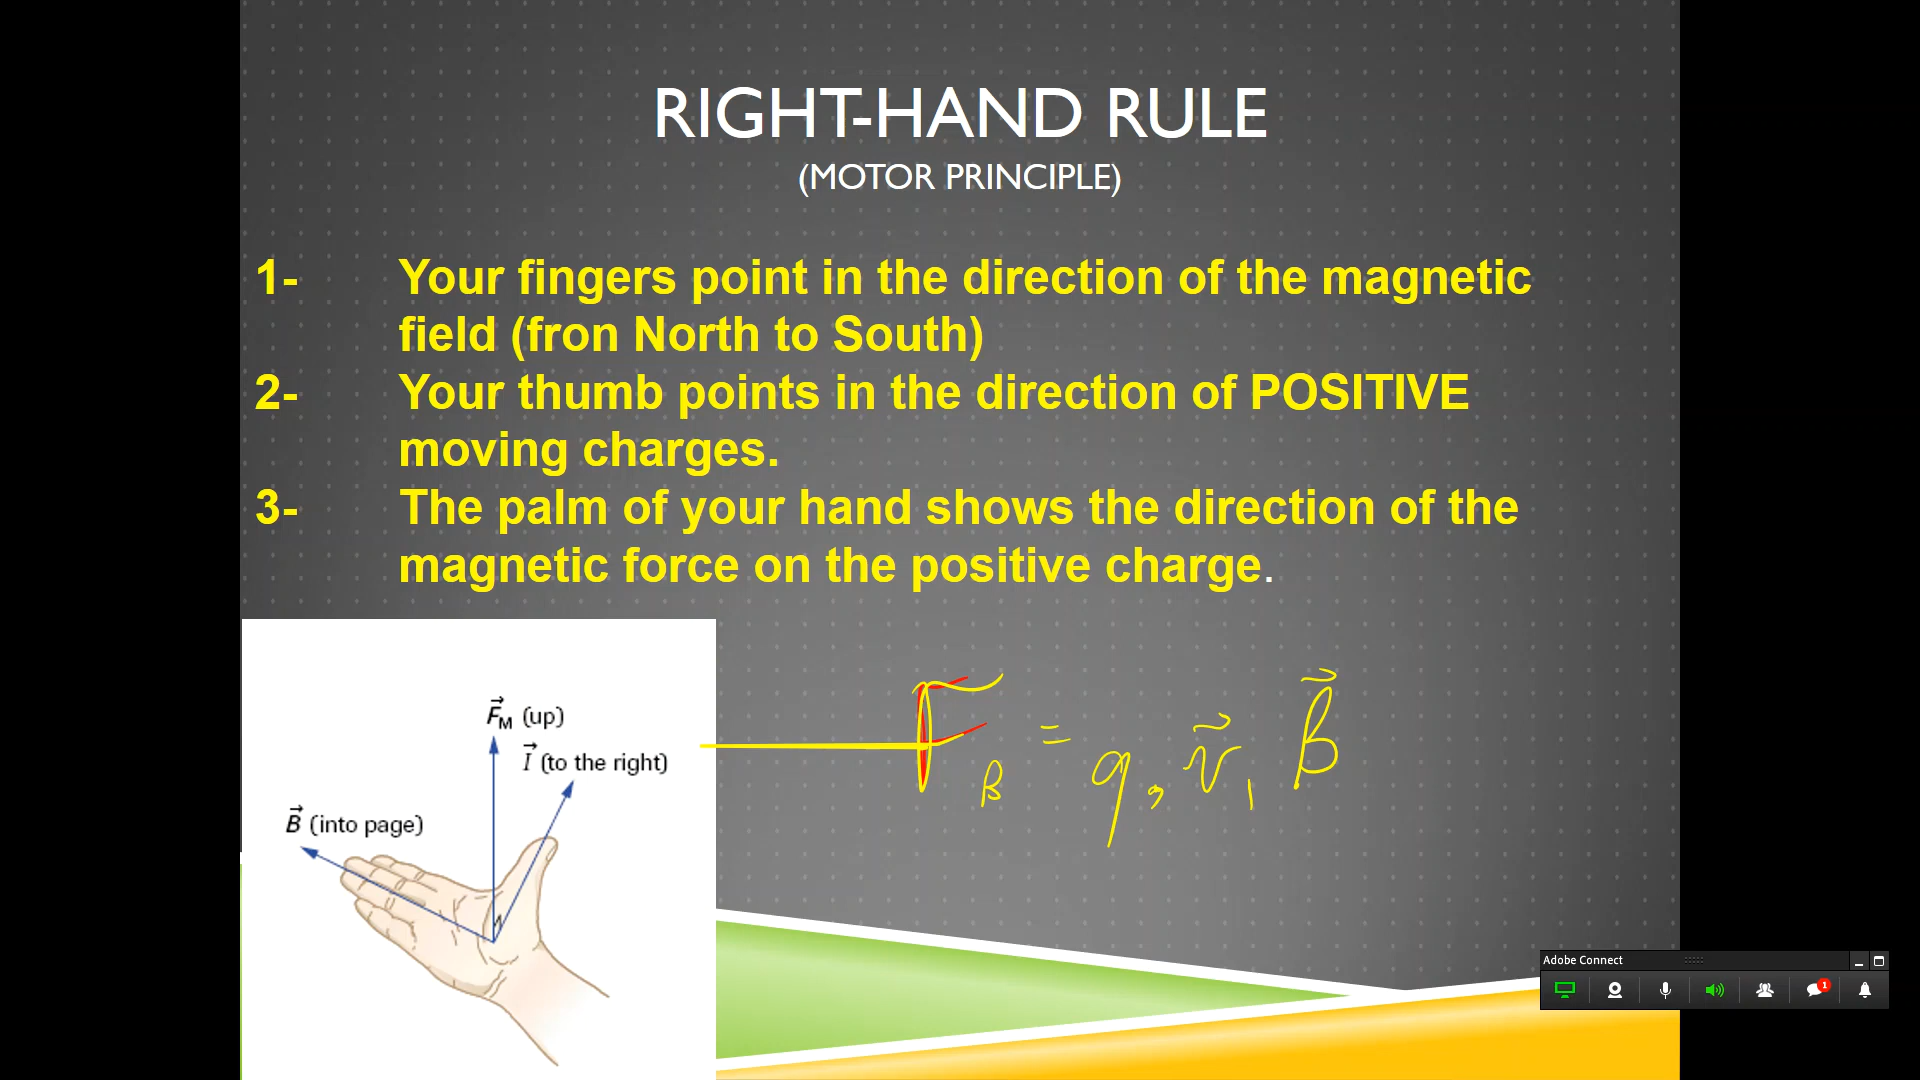 RIGHT-HAND RULE
(MOTOR PRINCIPLE)
1- Your fingers point in the direction of the magnetic
field (fron North to South)
2- Your thumb points in the direction of POSITIVE
moving charges.
3- The palm of your hand shows the direction of the
magnetic force on the positive charge.
F⃗M (up)
I⃗ (to the right)
B⃗ (into page)
F B = q, v⃗, B⃗
Adobe Connect
1